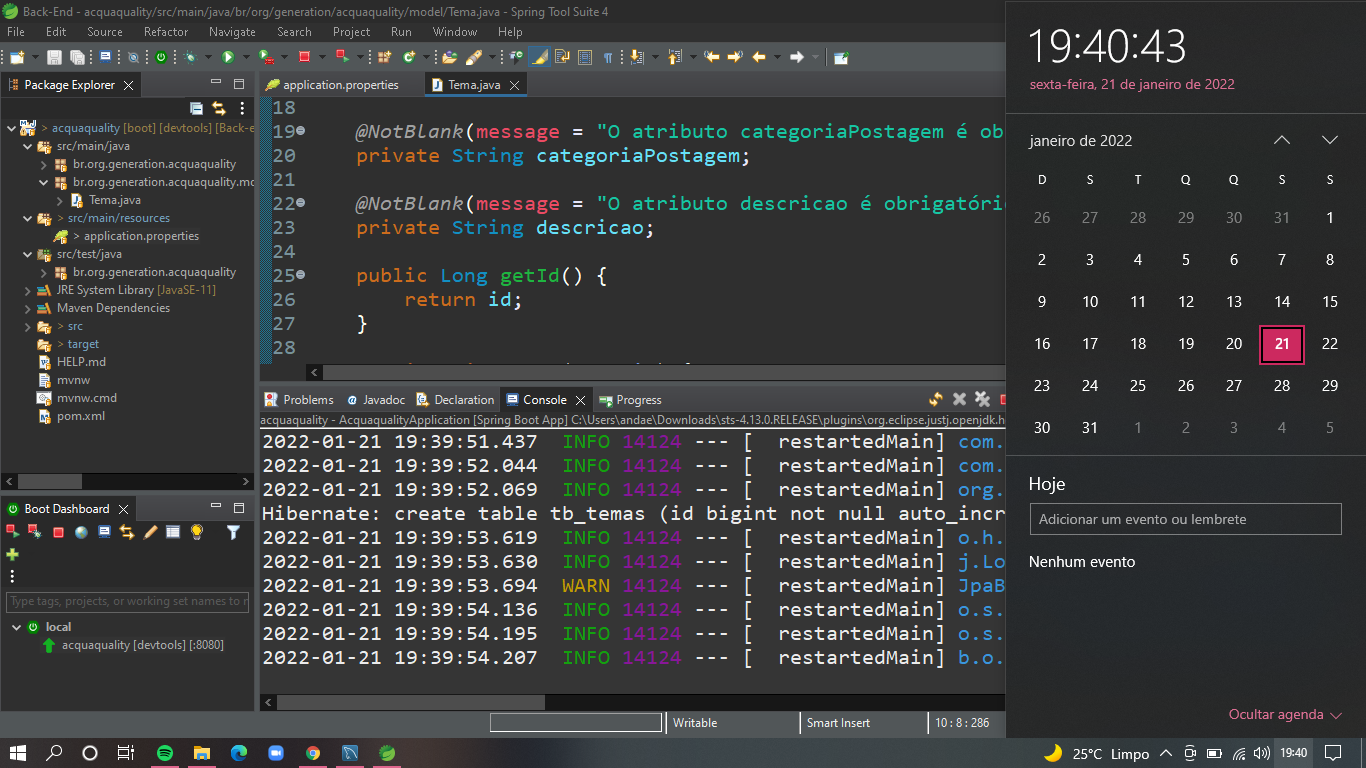 Back-End - acquaquality/src/main/java/br/org/generation/acquaquality/model/Tema.java - Spring Tool Suite 4
File Edit Source Refactor Navigate Search Project Run Window Help
Package Explorer
acquaquality [boot] [devtools] [Back-e
src/main/java
br.org.generation.acquaquality
br.org.generation.acquaquality.mo
Tema.java
> src/main/resources
> application.properties
src/test/java
br.org.generation.acquaquality
JRE System Library [JavaSE-11]
Maven Dependencies
> src
> target
HELP.md
mvnw
mvnw.cmd
pom.xml
Boot Dashboard
Type tags, projects, or working set names to m
local
acquaquality [devtools] [:8080]
application.properties Tema.java
18
19 @NotBlank(message = "O atributo categoriaPostagem é ob
20 private String categoriaPostagem;
21
22 @NotBlank(message = "O atributo descricao é obrigatóri
23 private String descricao;
24
25 public Long getId() {
26 return id;
27 }
28
Problems Javadoc Declaration Console Progress
acquaquality - AcquaqualityApplication [Spring Boot App] C:\Users\andae\Downloads\sts-4.13.0.RELEASE\plugins\org.eclipse.justj.openjdk.h
2022-01-21 19:39:51.437 INFO 14124 --- [ restartedMain] com.
2022-01-21 19:39:52.044 INFO 14124 --- [ restartedMain] com.
2022-01-21 19:39:52.069 INFO 14124 --- [ restartedMain] org.
Hibernate: create table tb_temas (id bigint not null auto_incr
2022-01-21 19:39:53.619 INFO 14124 --- [ restartedMain] o.h.
2022-01-21 19:39:53.630 INFO 14124 --- [ restartedMain] j.Lo
2022-01-21 19:39:53.694 WARN 14124 --- [ restartedMain] JpaB
2022-01-21 19:39:54.136 INFO 14124 --- [ restartedMain] o.s.
2022-01-21 19:39:54.195 INFO 14124 --- [ restartedMain] o.s.
2022-01-21 19:39:54.207 INFO 14124 --- [ restartedMain] b.o.
Writable Smart Insert 10 : 8 : 286
19:40:43
sexta-feira, 21 de janeiro de 2022
janeiro de 2022
D S T Q Q S S
26 27 28 29 30 31 1
2 3 4 5 6 7 8
9 10 11 12 13 14 15
16 17 18 19 20 21 22
23 24 25 26 27 28 29
30 31 1 2 3 4 5
Hoje
Adicionar um evento ou lembrete
Nenhum evento
Ocultar agenda
25°C Limpo 19:40